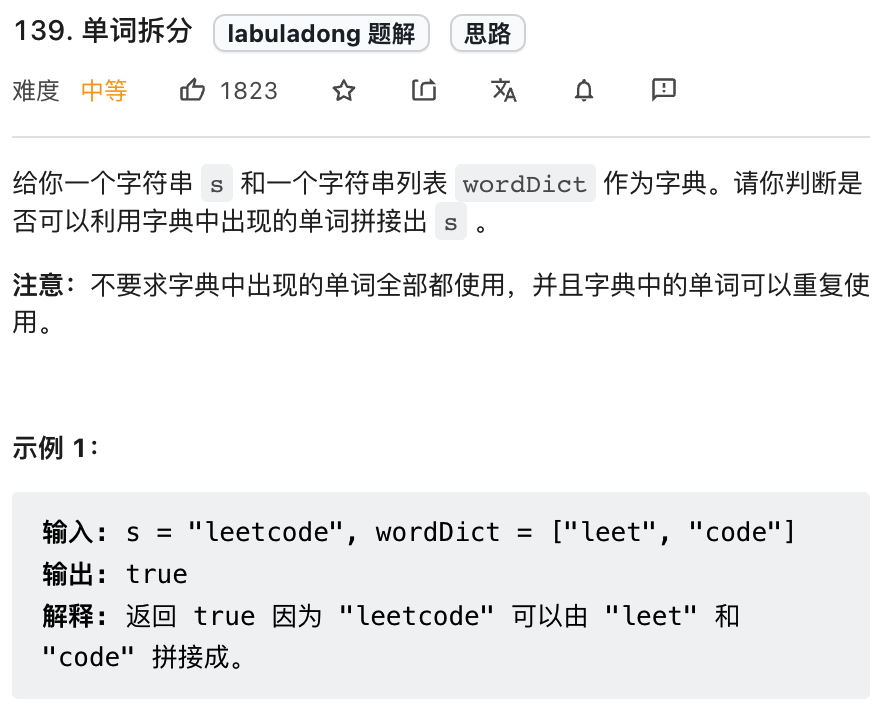 139. 单词拆分 labuladong 题解 思路
难度 中等 1823
给你一个字符串 s 和一个字符串列表 wordDict 作为字典。请你判断是
否可以利用字典中出现的单词拼接出 s 。
注意：不要求字典中出现的单词全部都使用，并且字典中的单词可以重复使
用。
示例 1：
输入: s = "leetcode", wordDict = ["leet", "code"]
输出: true
解释: 返回 true 因为 "leetcode" 可以由 "leet" 和
"code" 拼接成。